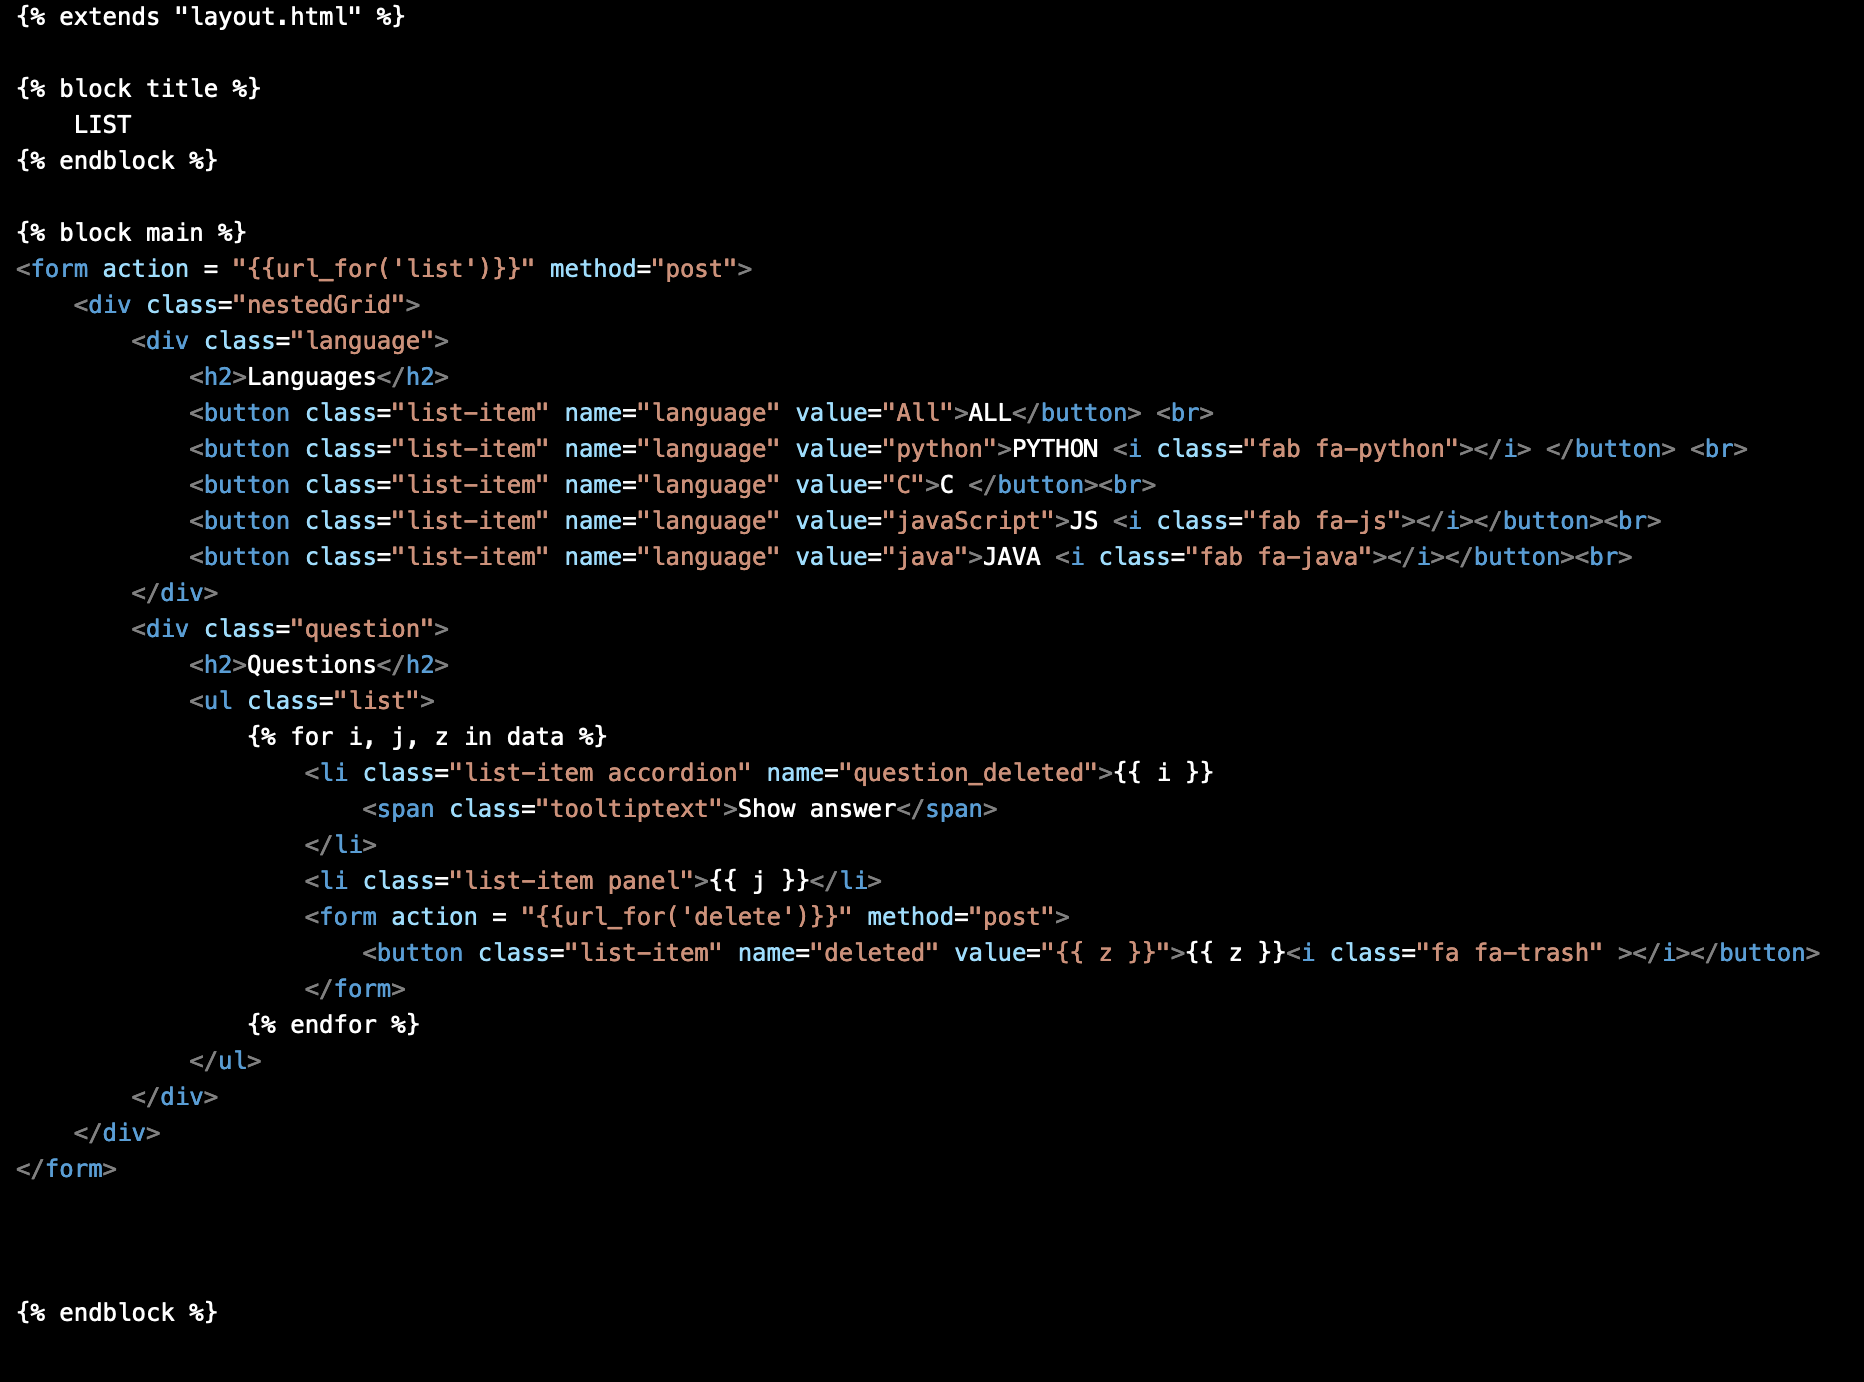 {% extends "layout.html" %}

{% block title %}
    LIST
{% endblock %}

{% block main %}
<form action = "{{url_for('list')}}" method="post">
    <div class="nestedGrid">
        <div class="language">
            <h2>Languages</h2>
            <button class="list-item" name="language" value="All">ALL</button> <br>
            <button class="list-item" name="language" value="python">PYTHON <i class="fab fa-python"></i> </button> <br>
            <button class="list-item" name="language" value="C">C </button><br>
            <button class="list-item" name="language" value="javaScript">JS <i class="fab fa-js"></i></button><br>
            <button class="list-item" name="language" value="java">JAVA <i class="fab fa-java"></i></button><br>
        </div>
        <div class="question">
            <h2>Questions</h2>
            <ul class="list">
                {% for i, j, z in data %}
                    <li class="list-item accordion" name="question_deleted">{{ i }}
                        <span class="tooltiptext">Show answer</span>
                    </li>
                    <li class="list-item panel">{{ j }}</li>
                    <form action = "{{url_for('delete')}}" method="post">
                        <button class="list-item" name="deleted" value="{{ z }}">{{ z }}<i class="fa fa-trash" ></i></button>
                    </form>
                {% endfor %}
            </ul>
        </div>
    </div>
</form>

{% endblock %}